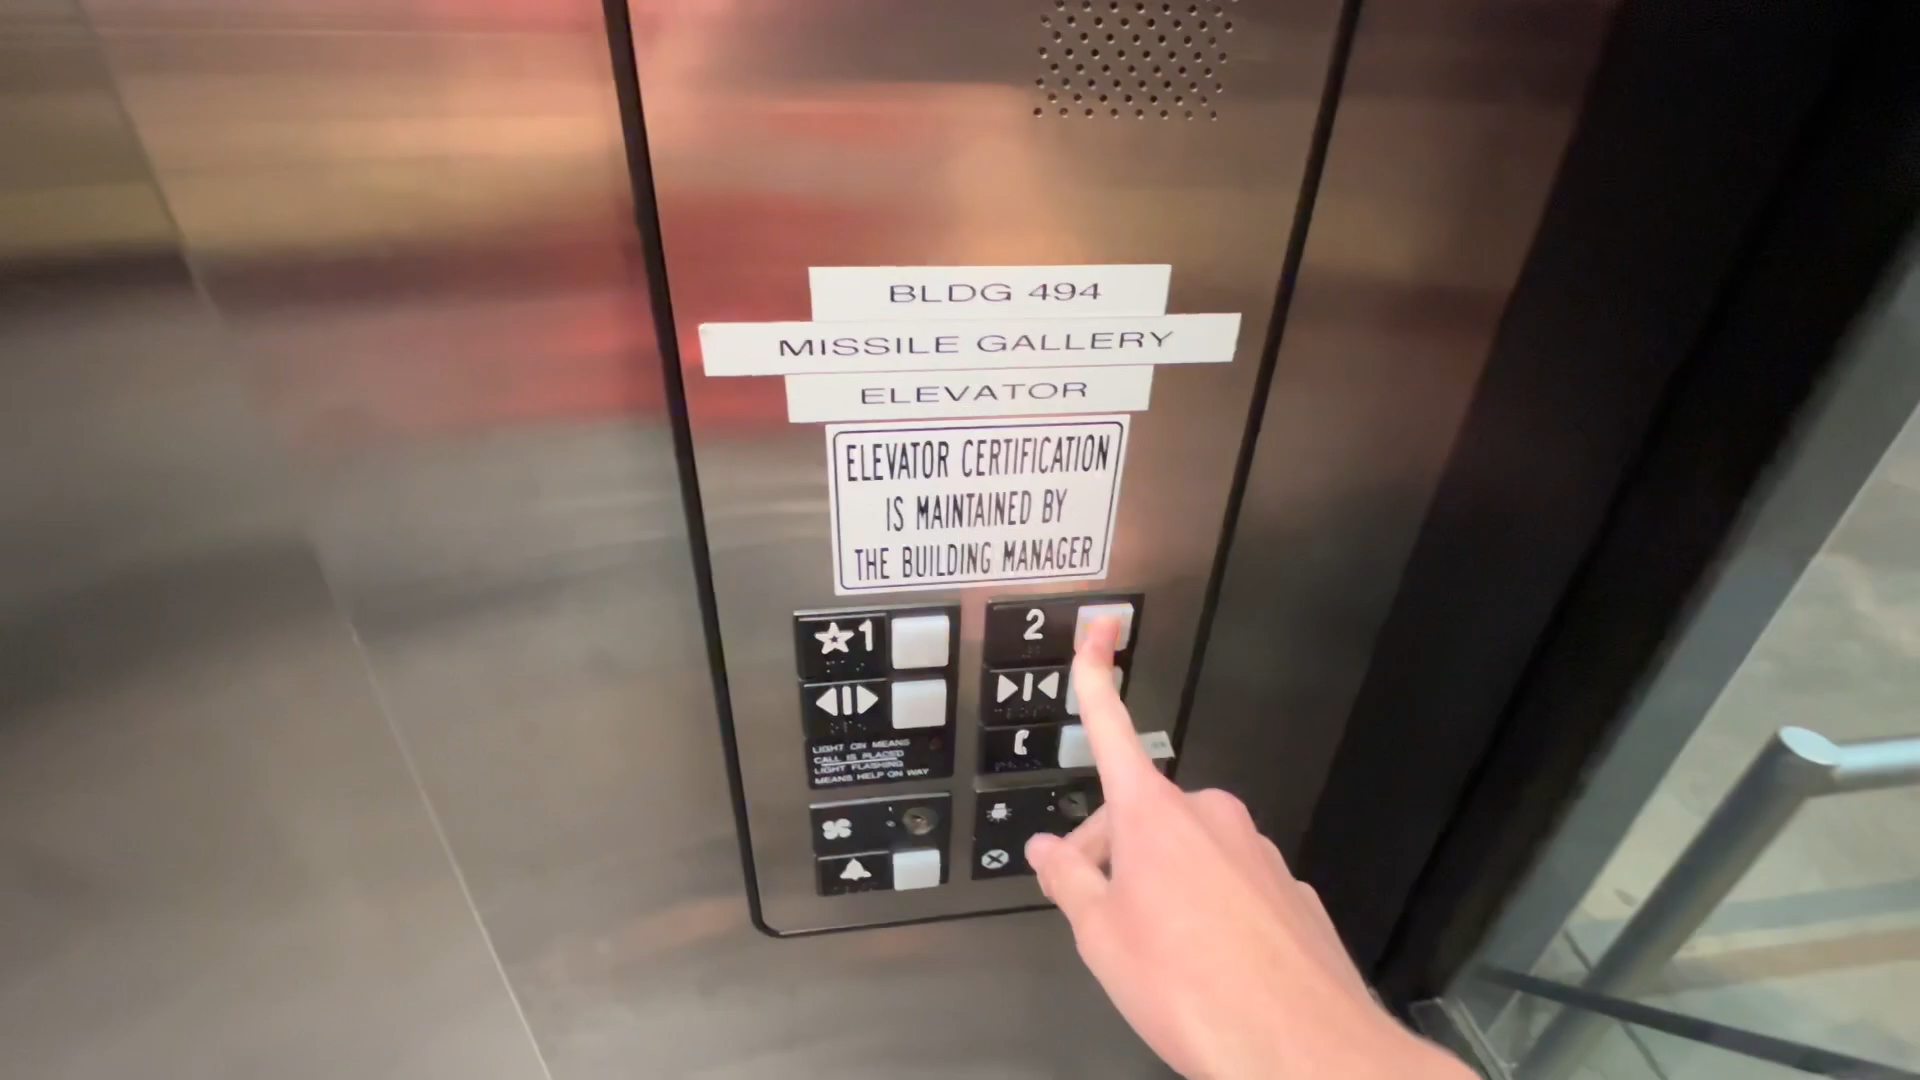 BLDG 494
MISSILE GALLERY
ELEVATOR
ELEVATOR CERTIFICATION
IS MAINTAINED BY
THE BUILDING MANAGER
1
2
LIGHT ON MEANS
CALL IS PLACED
LIGHT FLASHING
MEANS HELP ON WAY